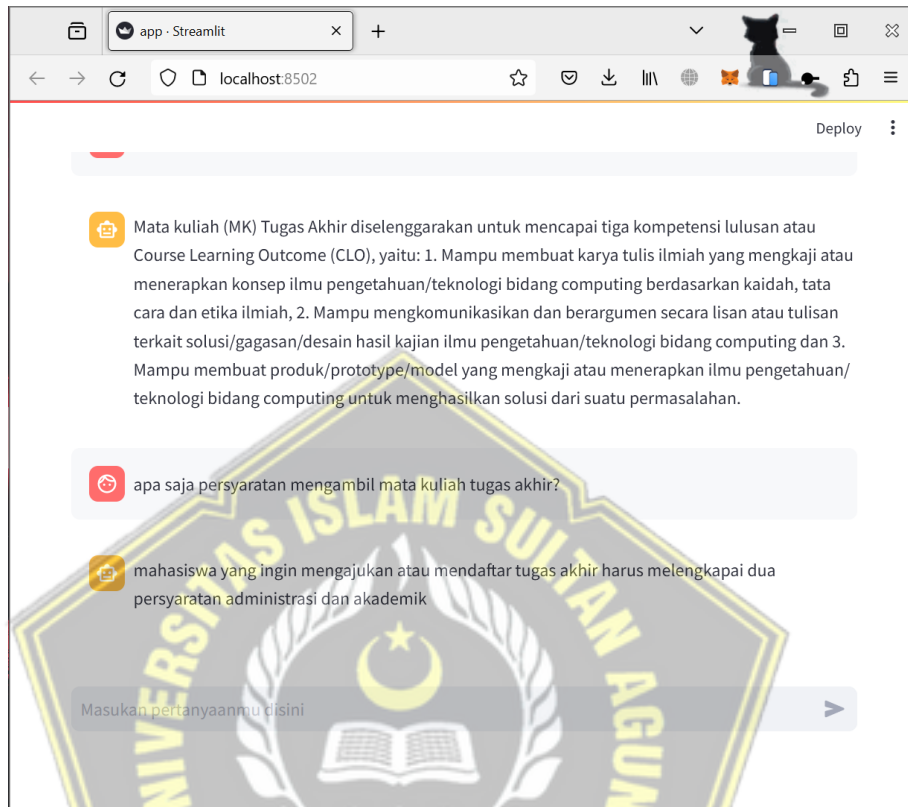 app · Streamlit
localhost:8502
Deploy
Mata kuliah (MK) Tugas Akhir diselenggarakan untuk mencapai tiga kompetensi lulusan atau
Course Learning Outcome (CLO), yaitu: 1. Mampu membuat karya tulis ilmiah yang mengkaji atau
menerapkan konsep ilmu pengetahuan/teknologi bidang computing berdasarkan kaidah, tata
cara dan etika ilmiah, 2. Mampu mengkomunikasikan dan berargumen secara lisan atau tulisan
terkait solusi/gagasan/desain hasil kajian ilmu pengetahuan/teknologi bidang computing dan 3.
Mampu membuat produk/prototype/model yang mengkaji atau menerapkan ilmu pengetahuan/
teknologi bidang computing untuk menghasilkan solusi dari suatu permasalahan.
apa saja persyaratan mengambil mata kuliah tugas akhir?
mahasiswa yang ingin mengajukan atau mendaftar tugas akhir harus melengkapai dua
persyaratan administrasi dan akademik
Masukan pertanyaanmu disini
UNIVERSITAS ISLAM SULTAN AGUN